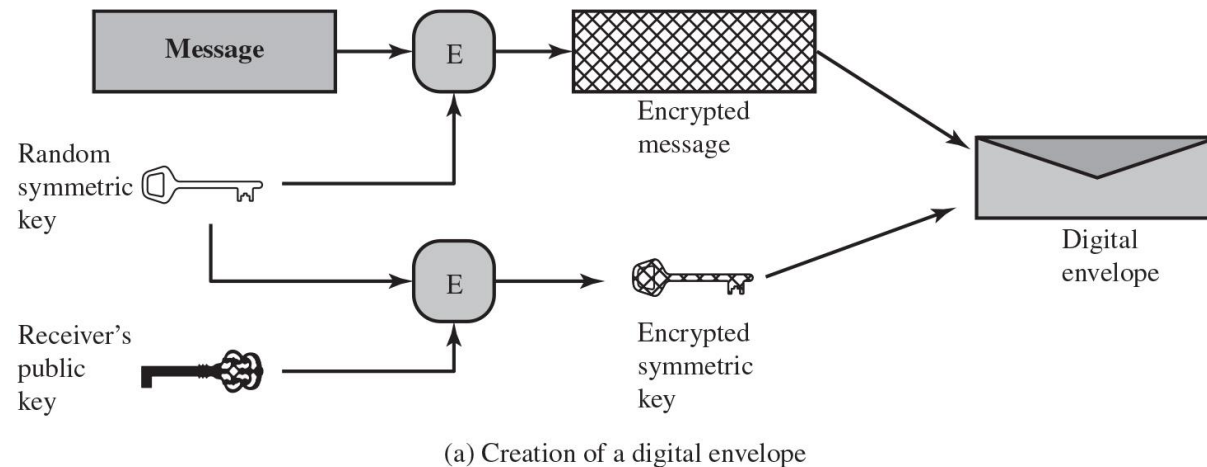 Message
E
Encrypted
message
Random
symmetric
key
Digital
envelope
E
Receiver’s
public
key
Encrypted
symmetric
key
(a) Creation of a digital envelope